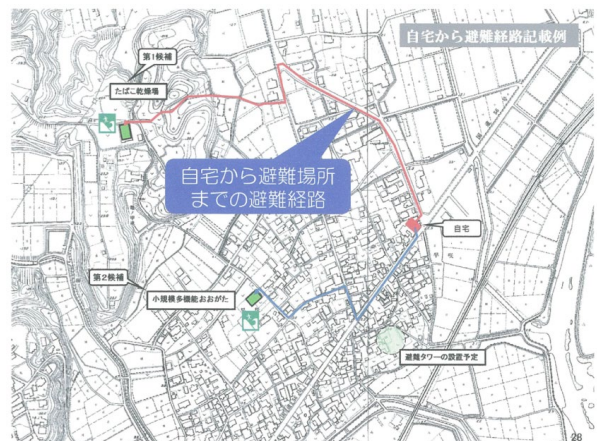 自宅から避難経路記載例
第1候補
たばこ乾燥場
自宅から避難場所
までの避難経路
自宅
第2候補
小規模多機能おおがた
避難タワーの設置予定
28